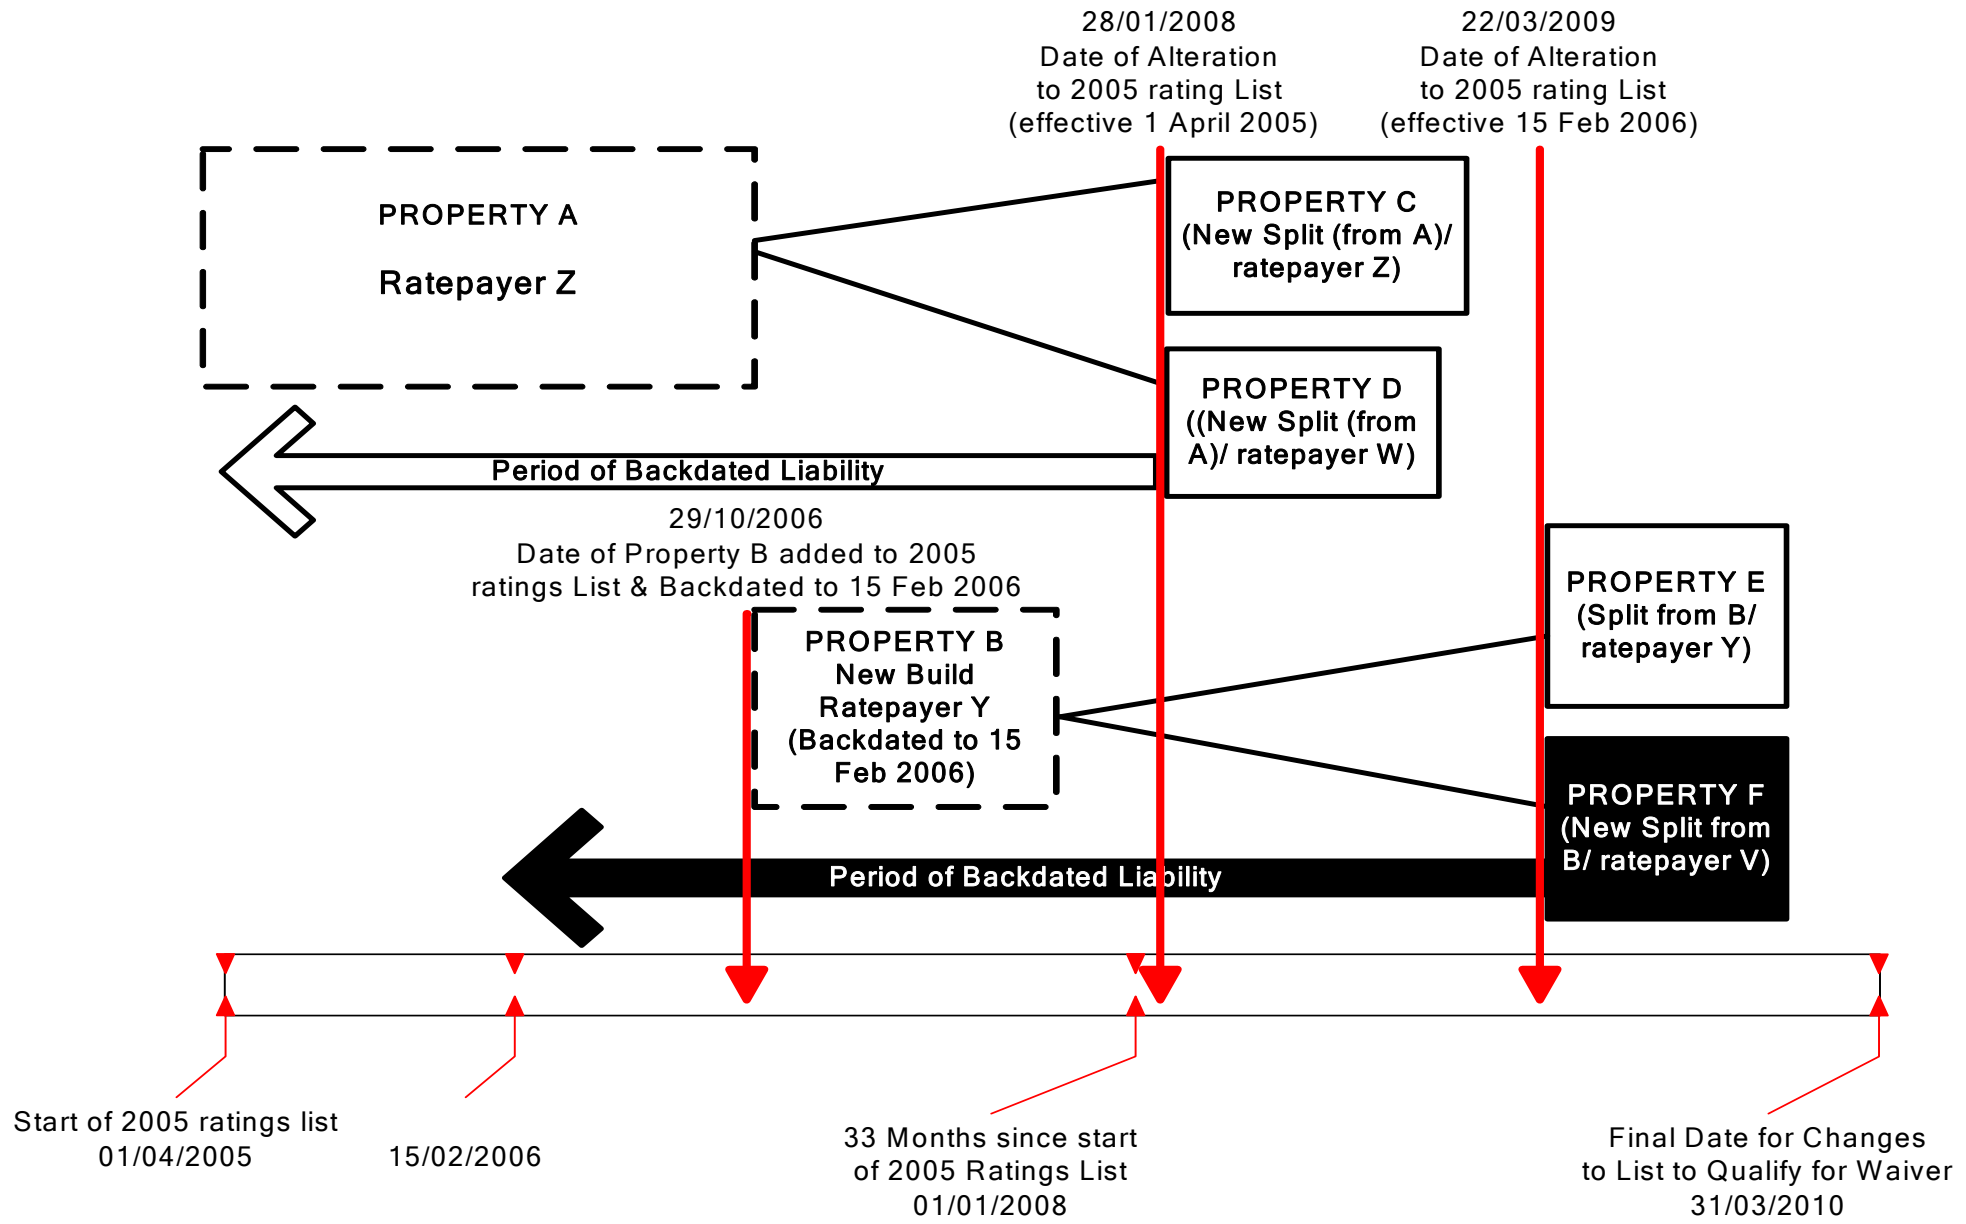 28/01/2008
Date of Alteration
to 2005 rating List
(effective 1 April 2005)
22/03/2009
Date of Alteration
to 2005 rating List
(effective 15 Feb 2006)
PROPERTY A
Ratepayer Z
PROPERTY C
(New Split (from A)/
ratepayer Z)
PROPERTY D
((New Split (from
A)/ ratepayer W)
Period of Backdated Liability
29/10/2006
Date of Property B added to 2005
ratings List & Backdated to 15 Feb 2006
PROPERTY B
New Build
Ratepayer Y
(Backdated to 15
Feb 2006)
PROPERTY E
(Split from B/
ratepayer Y)
PROPERTY F
(New Split from
B/ ratepayer V)
Period of Backdated Liability
Start of 2005 ratings list
01/04/2005
15/02/2006
33 Months since start
of 2005 Ratings List
01/01/2008
Final Date for Changes
to List to Qualify for Waiver
31/03/2010